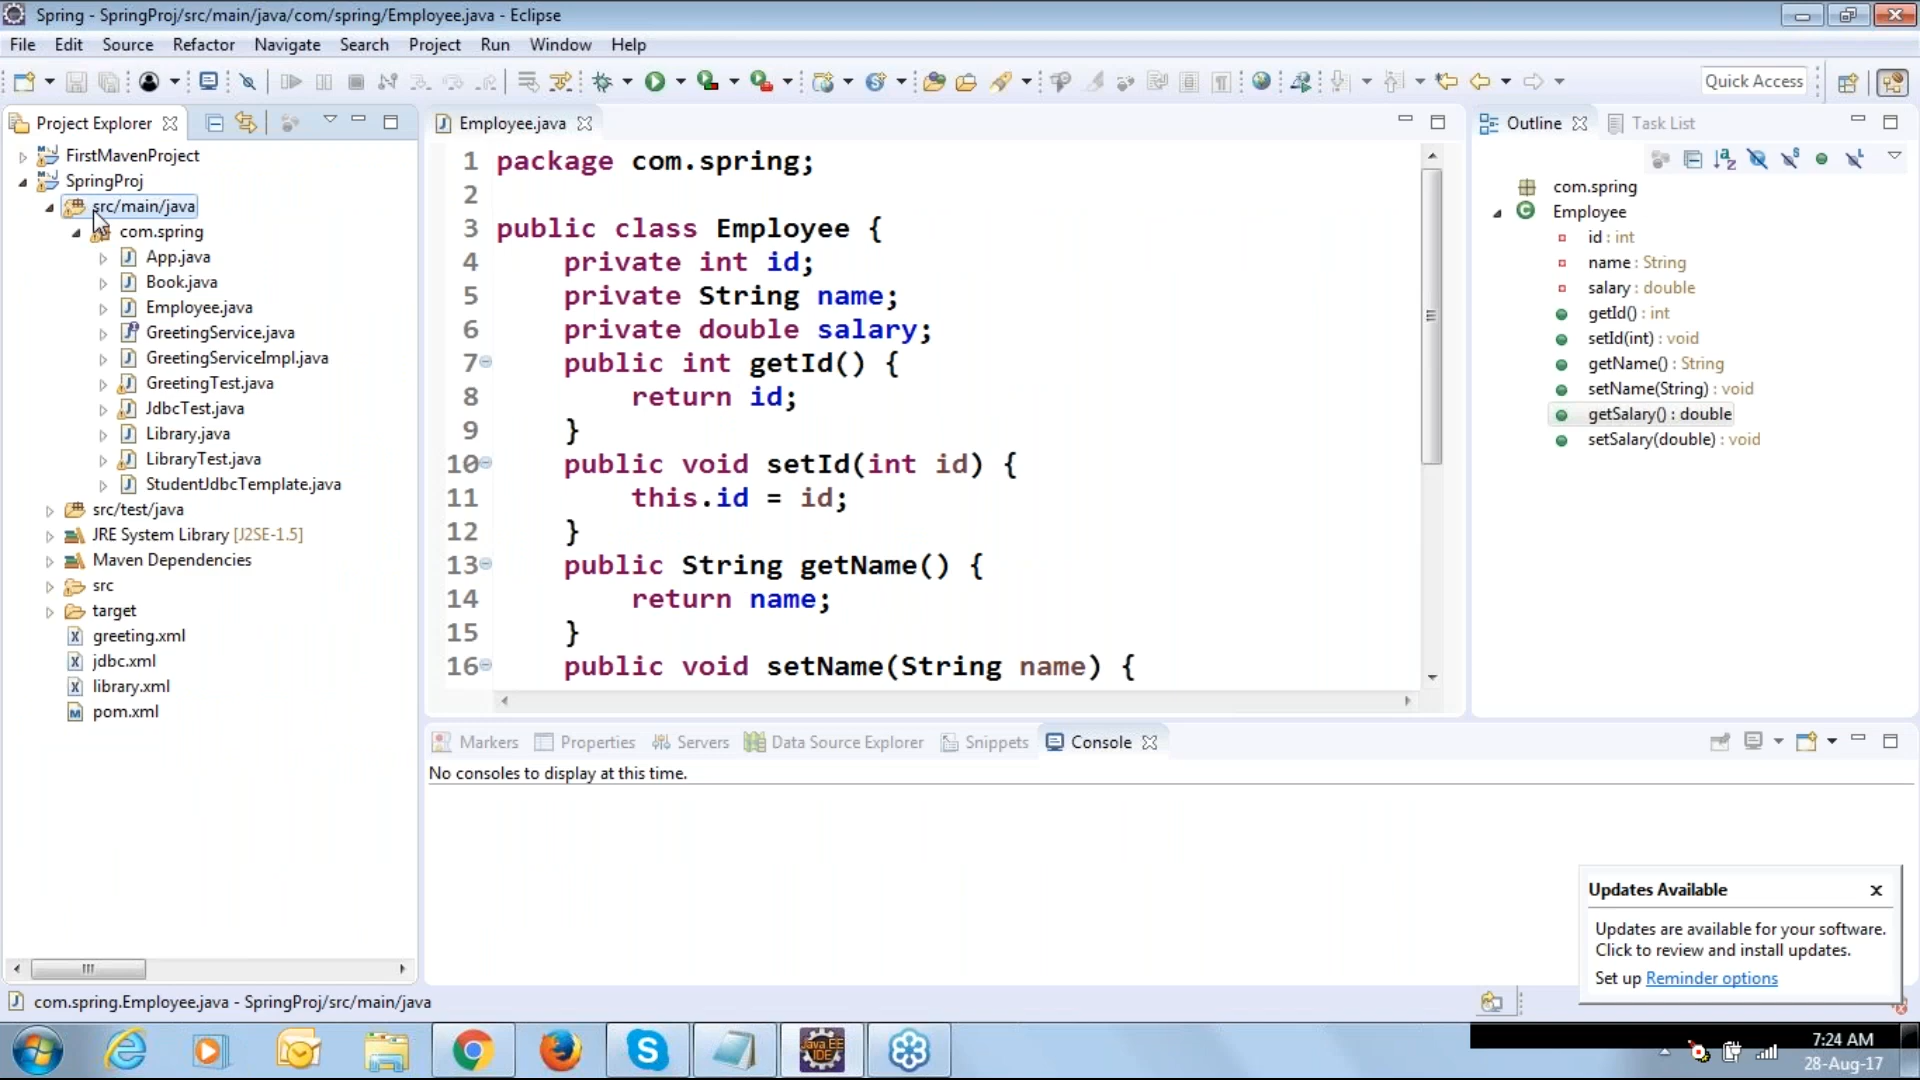 Spring - SpringProj/src/main/java/com/spring/Employee.java - Eclipse
File Edit Source Refactor Navigate Search Project Run Window Help
Quick Access
Project Explorer
FirstMavenProject
SpringProj
src/main/java
com.spring
App.java
Book.java
Employee.java
GreetingService.java
GreetingServiceImpl.java
GreetingTest.java
JdbcTest.java
Library.java
LibraryTest.java
StudentJdbcTemplate.java
src/test/java
JRE System Library [J2SE-1.5]
Maven Dependencies
src
target
greeting.xml
jdbc.xml
library.xml
pom.xml
Employee.java
1 package com.spring;
2
3 public class Employee {
4 private int id;
5 private String name;
6 private double salary;
7 public int getId() {
8 return id;
9 }
10 public void setId(int id) {
11 this.id = id;
12 }
13 public String getName() {
14 return name;
15 }
16 public void setName(String name) {
Outline Task List
com.spring
Employee
id : int
name : String
salary : double
getId() : int
setId(int) : void
getName() : String
setName(String) : void
getSalary() : double
setSalary(double) : void
Markers Properties Servers Data Source Explorer Snippets Console
No consoles to display at this time.
Updates Available
Updates are available for your software.
Click to review and install updates.
Set up Reminder options
com.spring.Employee.java - SpringProj/src/main/java
Java EE
IDE
7:24 AM
28-Aug-17